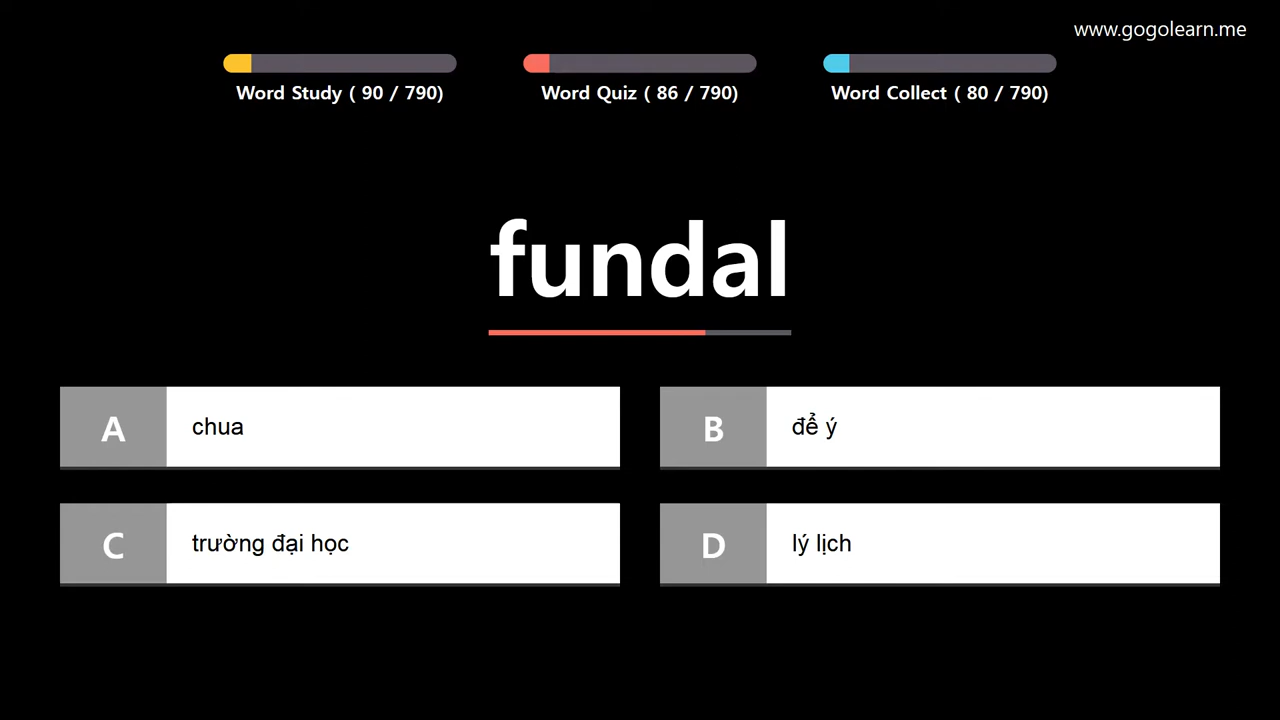 www.gogolearn.me
Word Study ( 90 / 790)
Word Quiz ( 86 / 790)
Word Collect ( 80 / 790)
fundal
A chua
B để ý
C trường đại học
D lý lịch